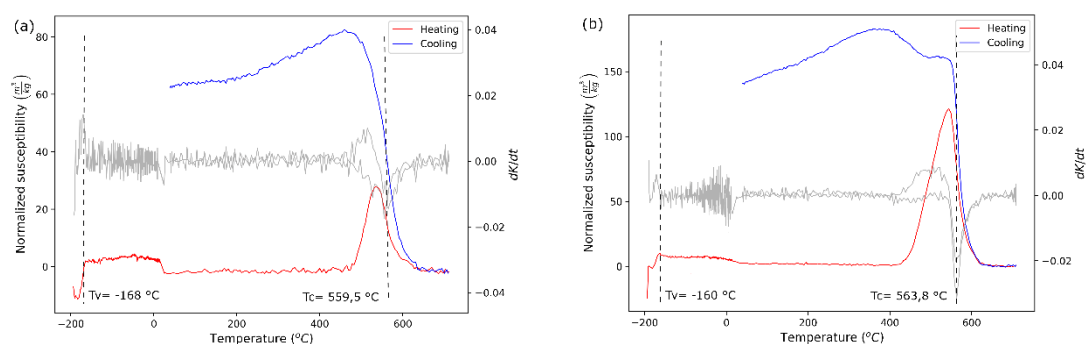 (a)
Heating
Cooling
80
60
40
20
0
Normalized susceptibility (m³/kg)
0.04
0.02
0.00
−0.02
−0.04
dK/dt
Tv= -168 °C
Tc= 559,5 °C
−200
0
200
400
600
Temperature (°C)
(b)
Heating
Cooling
150
100
50
0
Normalized susceptibility (m³/kg)
0.04
0.02
0.00
−0.02
dK/dt
Tv= -160 °C
Tc= 563,8 °C
−200
0
200
400
600
Temperature (°C)